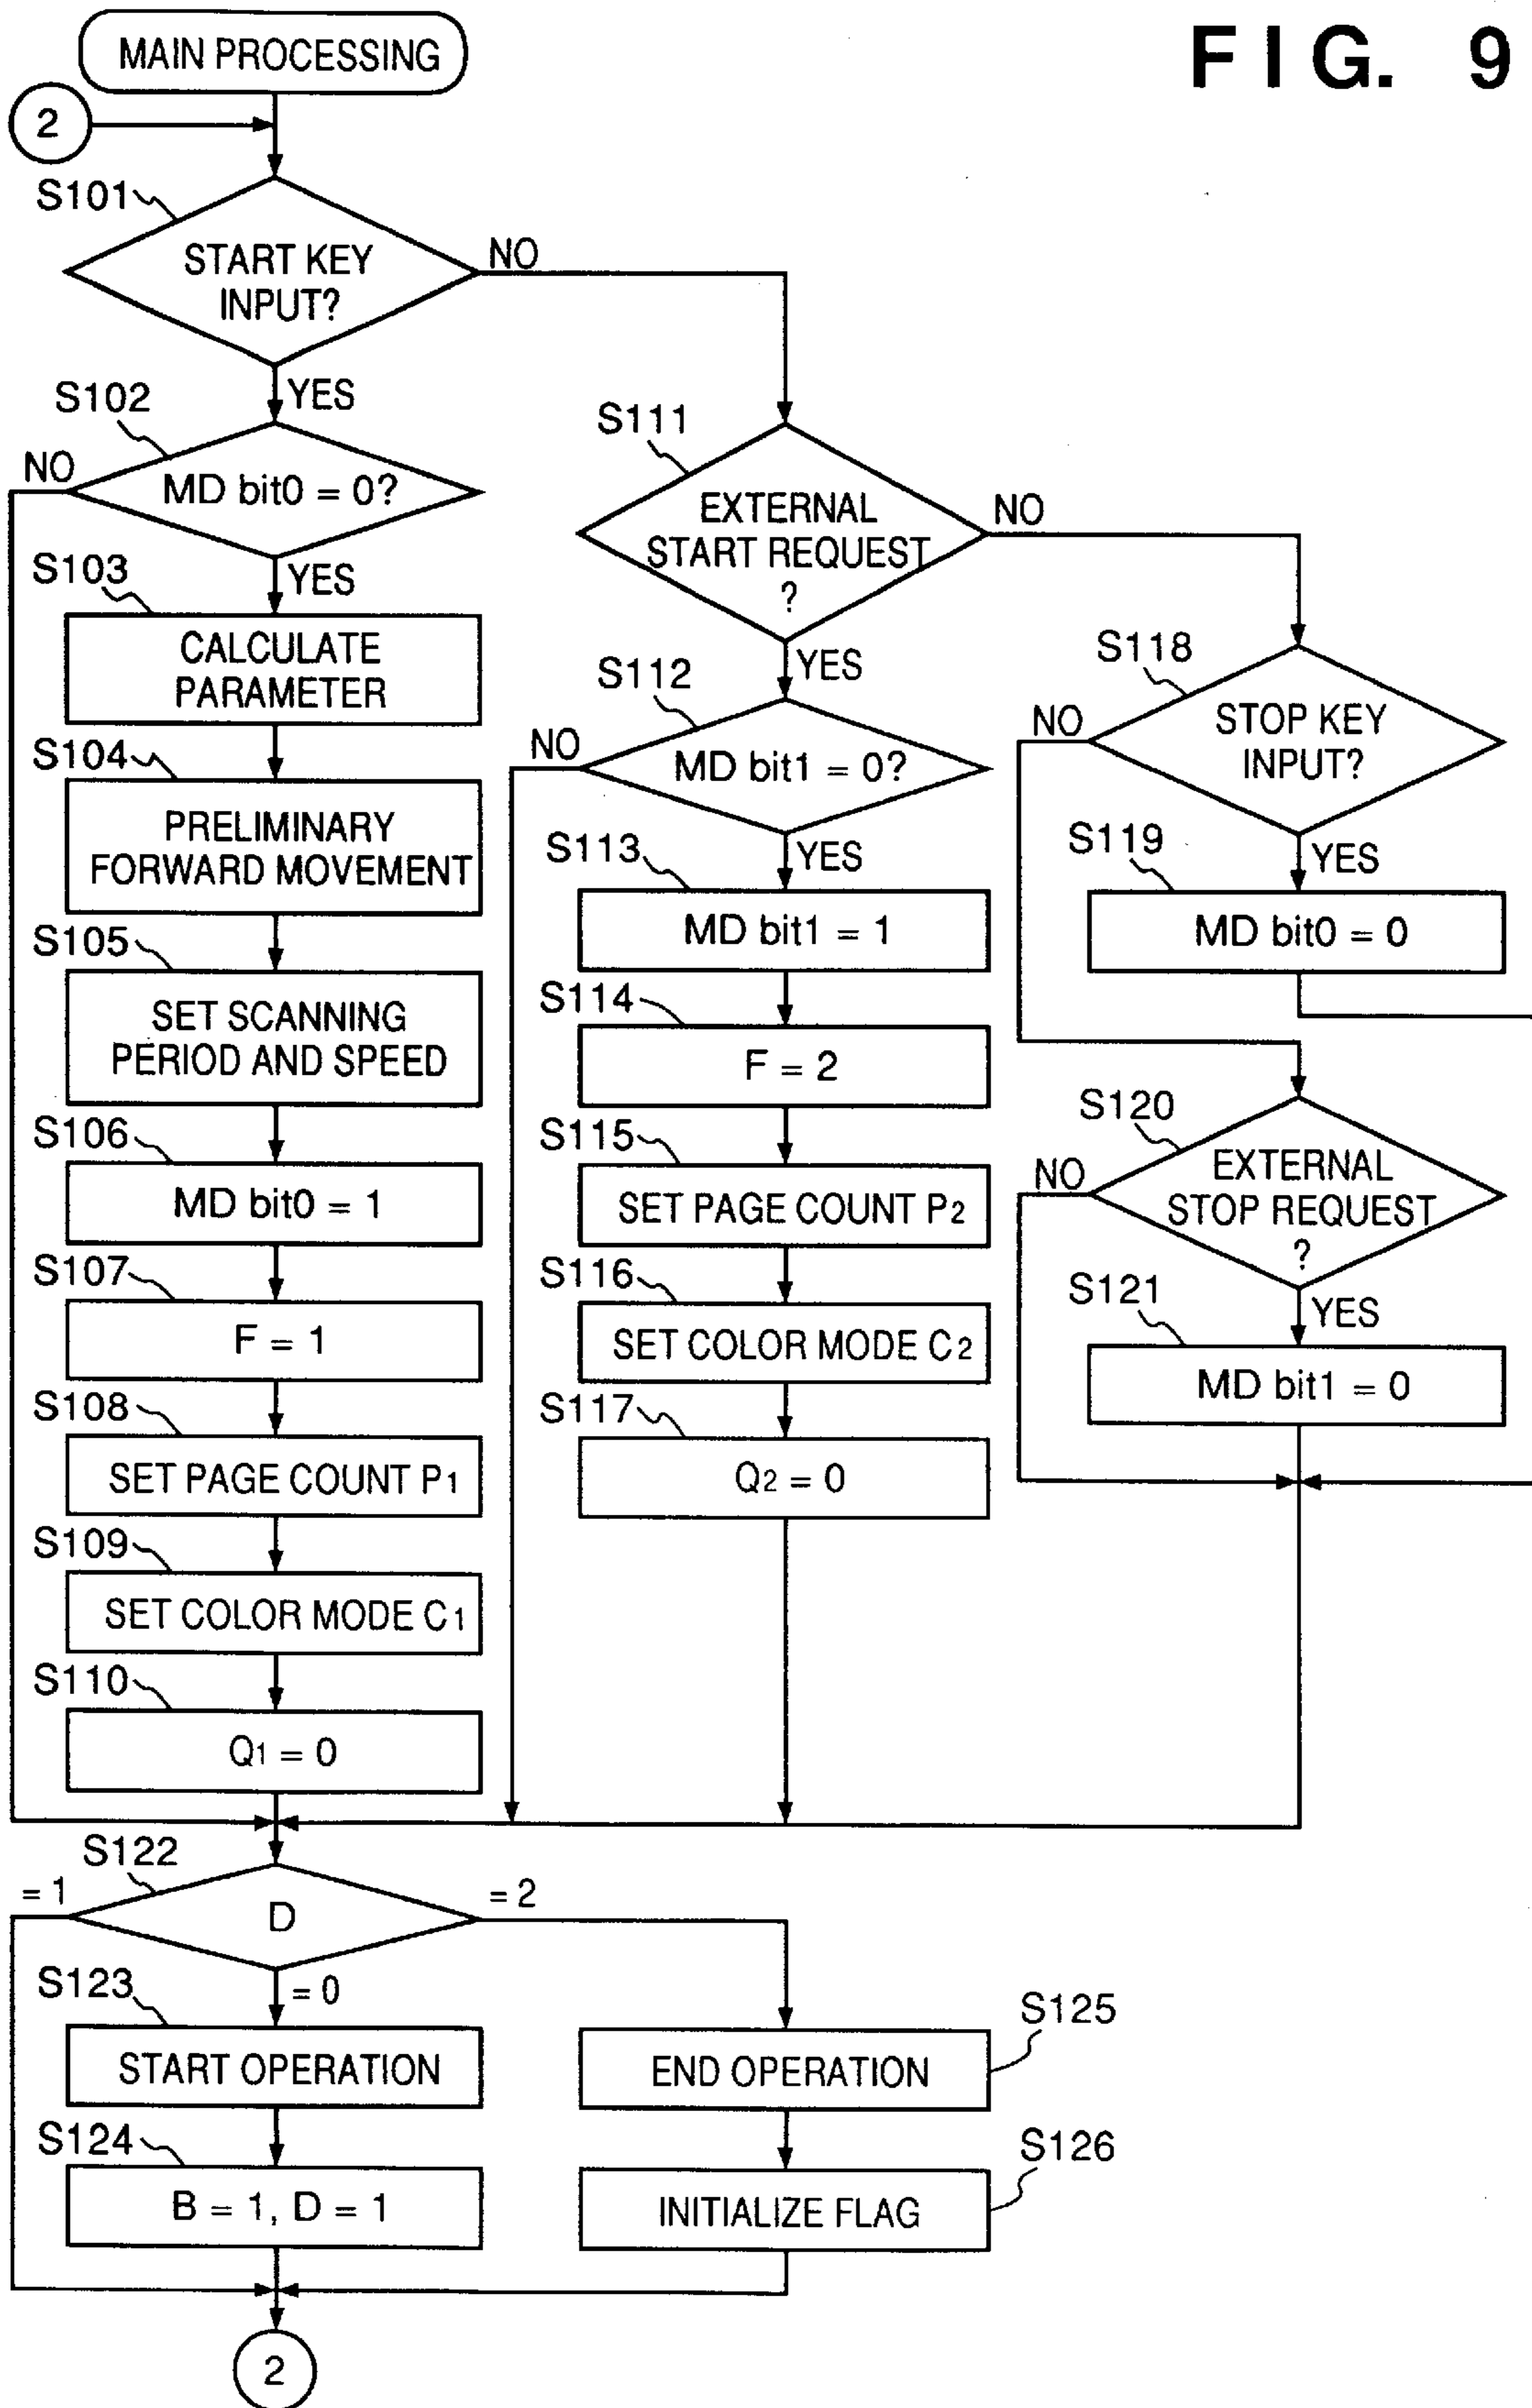 FIG. 9
MAIN PROCESSING
2
S101
START KEY
INPUT?
NO
YES
S102
NO
MD bit0 = 0?
YES
S103
CALCULATE
PARAMETER
S104
PRELIMINARY
FORWARD MOVEMENT
S105
SET SCANNING
PERIOD AND SPEED
S106
MD bit0 = 1
S107
F = 1
S108
SET PAGE COUNT P1
S109
SET COLOR MODE C1
S110
Q1 = 0
S111
EXTERNAL
START REQUEST
?
NO
YES
S112
NO
MD bit1 = 0?
YES
S113
MD bit1 = 1
S114
F = 2
S115
SET PAGE COUNT P2
S116
SET COLOR MODE C2
S117
Q2 = 0
S118
NO
STOP KEY
INPUT?
YES
S119
MD bit0 = 0
S120
NO
EXTERNAL
STOP REQUEST
?
YES
S121
MD bit1 = 0
S122
= 1
D
= 2
= 0
S123
START OPERATION
S124
B = 1, D = 1
S125
END OPERATION
S126
INITIALIZE FLAG
2